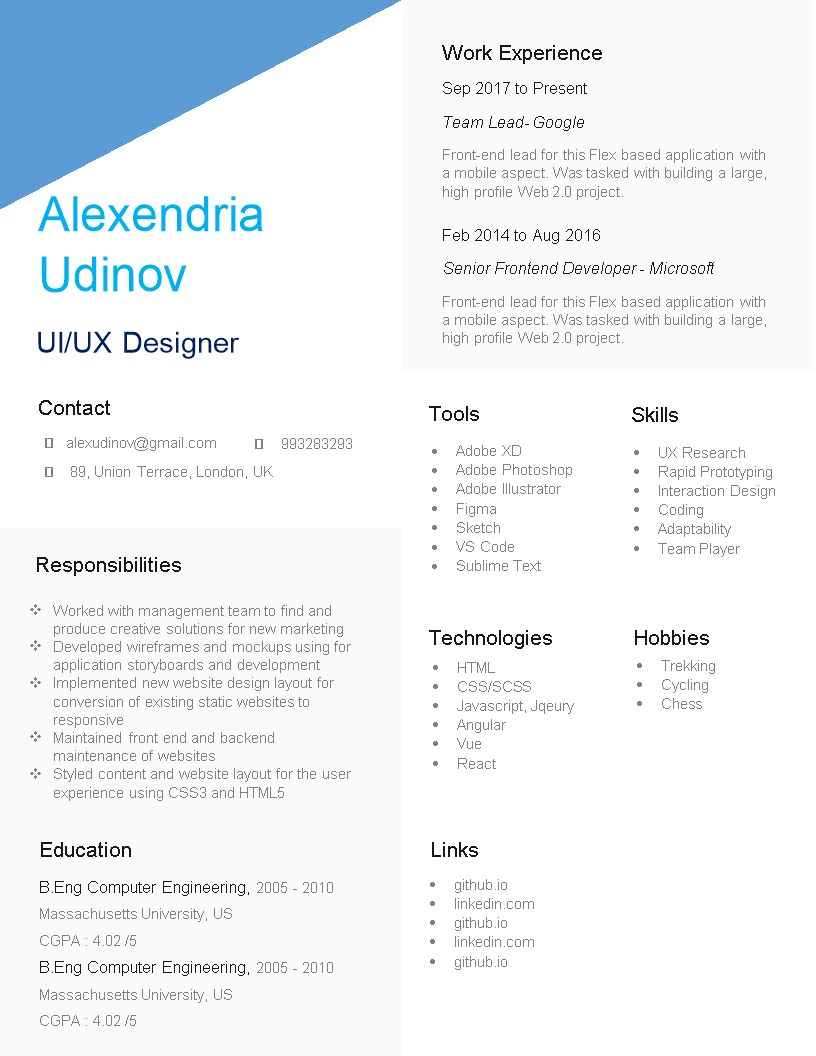 Alexendria
Udinov
UI/UX Designer
Contact
alexudinov@gmail.com
993283293
89, Union Terrace, London, UK
Responsibilities
Worked with management team to find and
produce creative solutions for new marketing
Developed wireframes and mockups using for
application storyboards and development
Implemented new website design layout for
conversion of existing static websites to
responsive
Maintained front end and backend
maintenance of websites
Styled content and website layout for the user
experience using CSS3 and HTML5
Education
B.Eng Computer Engineering, 2005 - 2010
Massachusetts University, US
CGPA : 4.02 /5
B.Eng Computer Engineering, 2005 - 2010
Massachusetts University, US
CGPA : 4.02 /5
Work Experience
Sep 2017 to Present
Team Lead- Google
Front-end lead for this Flex based application with
a mobile aspect. Was tasked with building a large,
high profile Web 2.0 project.
Feb 2014 to Aug 2016
Senior Frontend Developer - Microsoft
Front-end lead for this Flex based application with
a mobile aspect. Was tasked with building a large,
high profile Web 2.0 project.
Tools
Adobe XD
Adobe Photoshop
Adobe Illustrator
Figma
Sketch
VS Code
Sublime Text
Skills
UX Research
Rapid Prototyping
Interaction Design
Coding
Adaptability
Team Player
Technologies
HTML
CSS/SCSS
Javascript, Jqeury
Angular
Vue
React
Hobbies
Trekking
Cycling
Chess
Links
github.io
linkedin.com
github.io
linkedin.com
github.io